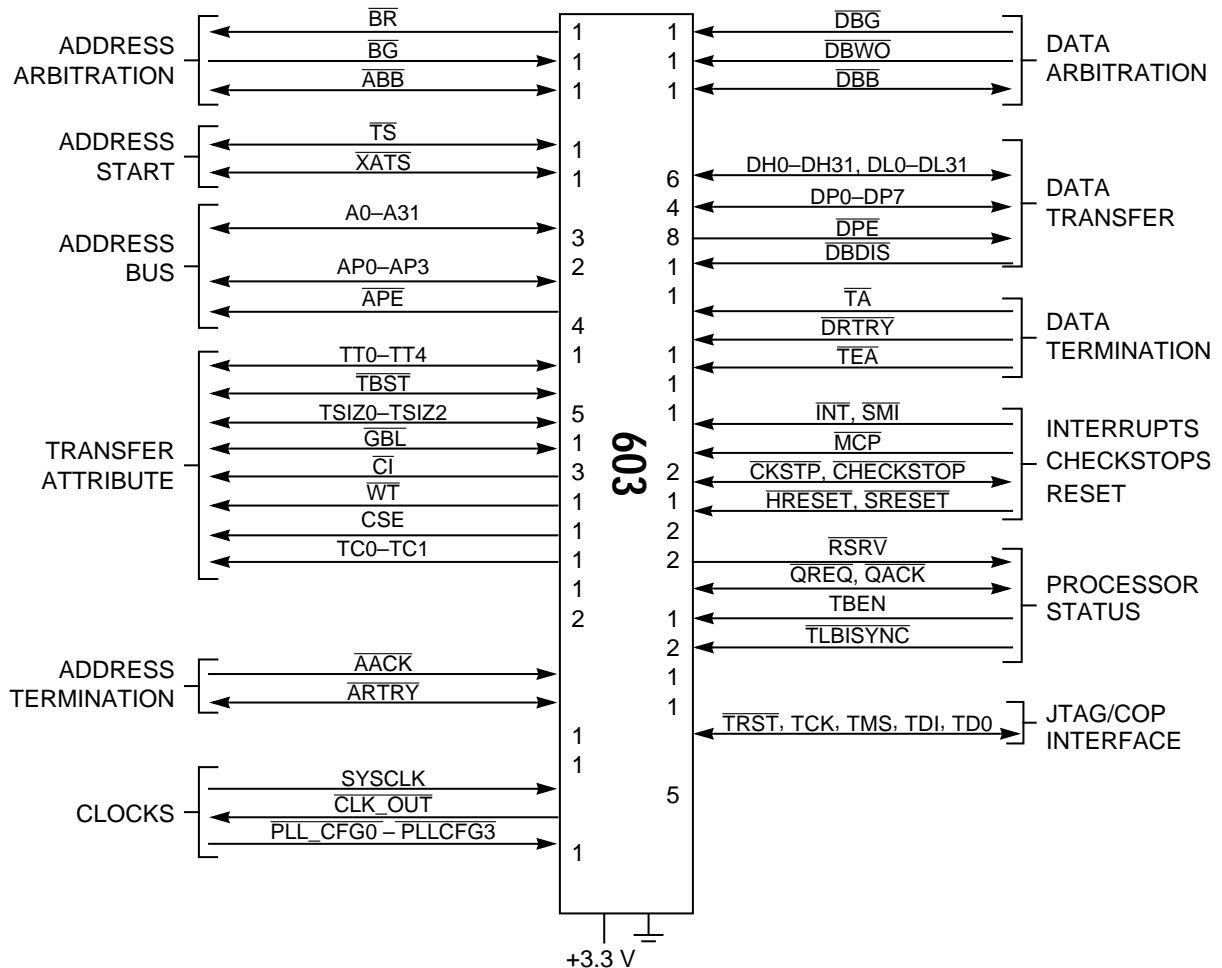 ADDRESS
ARBITRATION
BR
BG
ABB
1
1
1
ADDRESS
START
TS
XATS
1
1
ADDRESS
BUS
A0–A31
AP0–AP3
APE
3
2
4
1
TRANSFER
ATTRIBUTE
TT0–TT4
TBST
TSIZ0–TSIZ2
GBL
CI
WT
CSE
TC0–TC1
5
1
3
1
1
1
2
ADDRESS
TERMINATION
AACK
ARTRY
1
1
CLOCKS
SYSCLK
CLK_OUT
PLL_CFG0 – PLLCFG3
1
603
+3.3 V
1
1
1
DBG
DBWO
DBB
DATA
ARBITRATION
6
4
8
1
DH0–DH31, DL0–DL31
DP0–DP7
DPE
DBDIS
DATA
TRANSFER
1
1
1
TA
DRTRY
TEA
DATA
TERMINATION
1
2
1
2
2
INT, SMI
MCP
CKSTP, CHECKSTOP
HRESET, SRESET
INTERRUPTS
CHECKSTOPS
RESET
RSRV
QREQ, QACK
TBEN
TLBISYNC
1
2
1
1
PROCESSOR
STATUS
TRST, TCK, TMS, TDI, TD0
5
JTAG/COP
INTERFACE